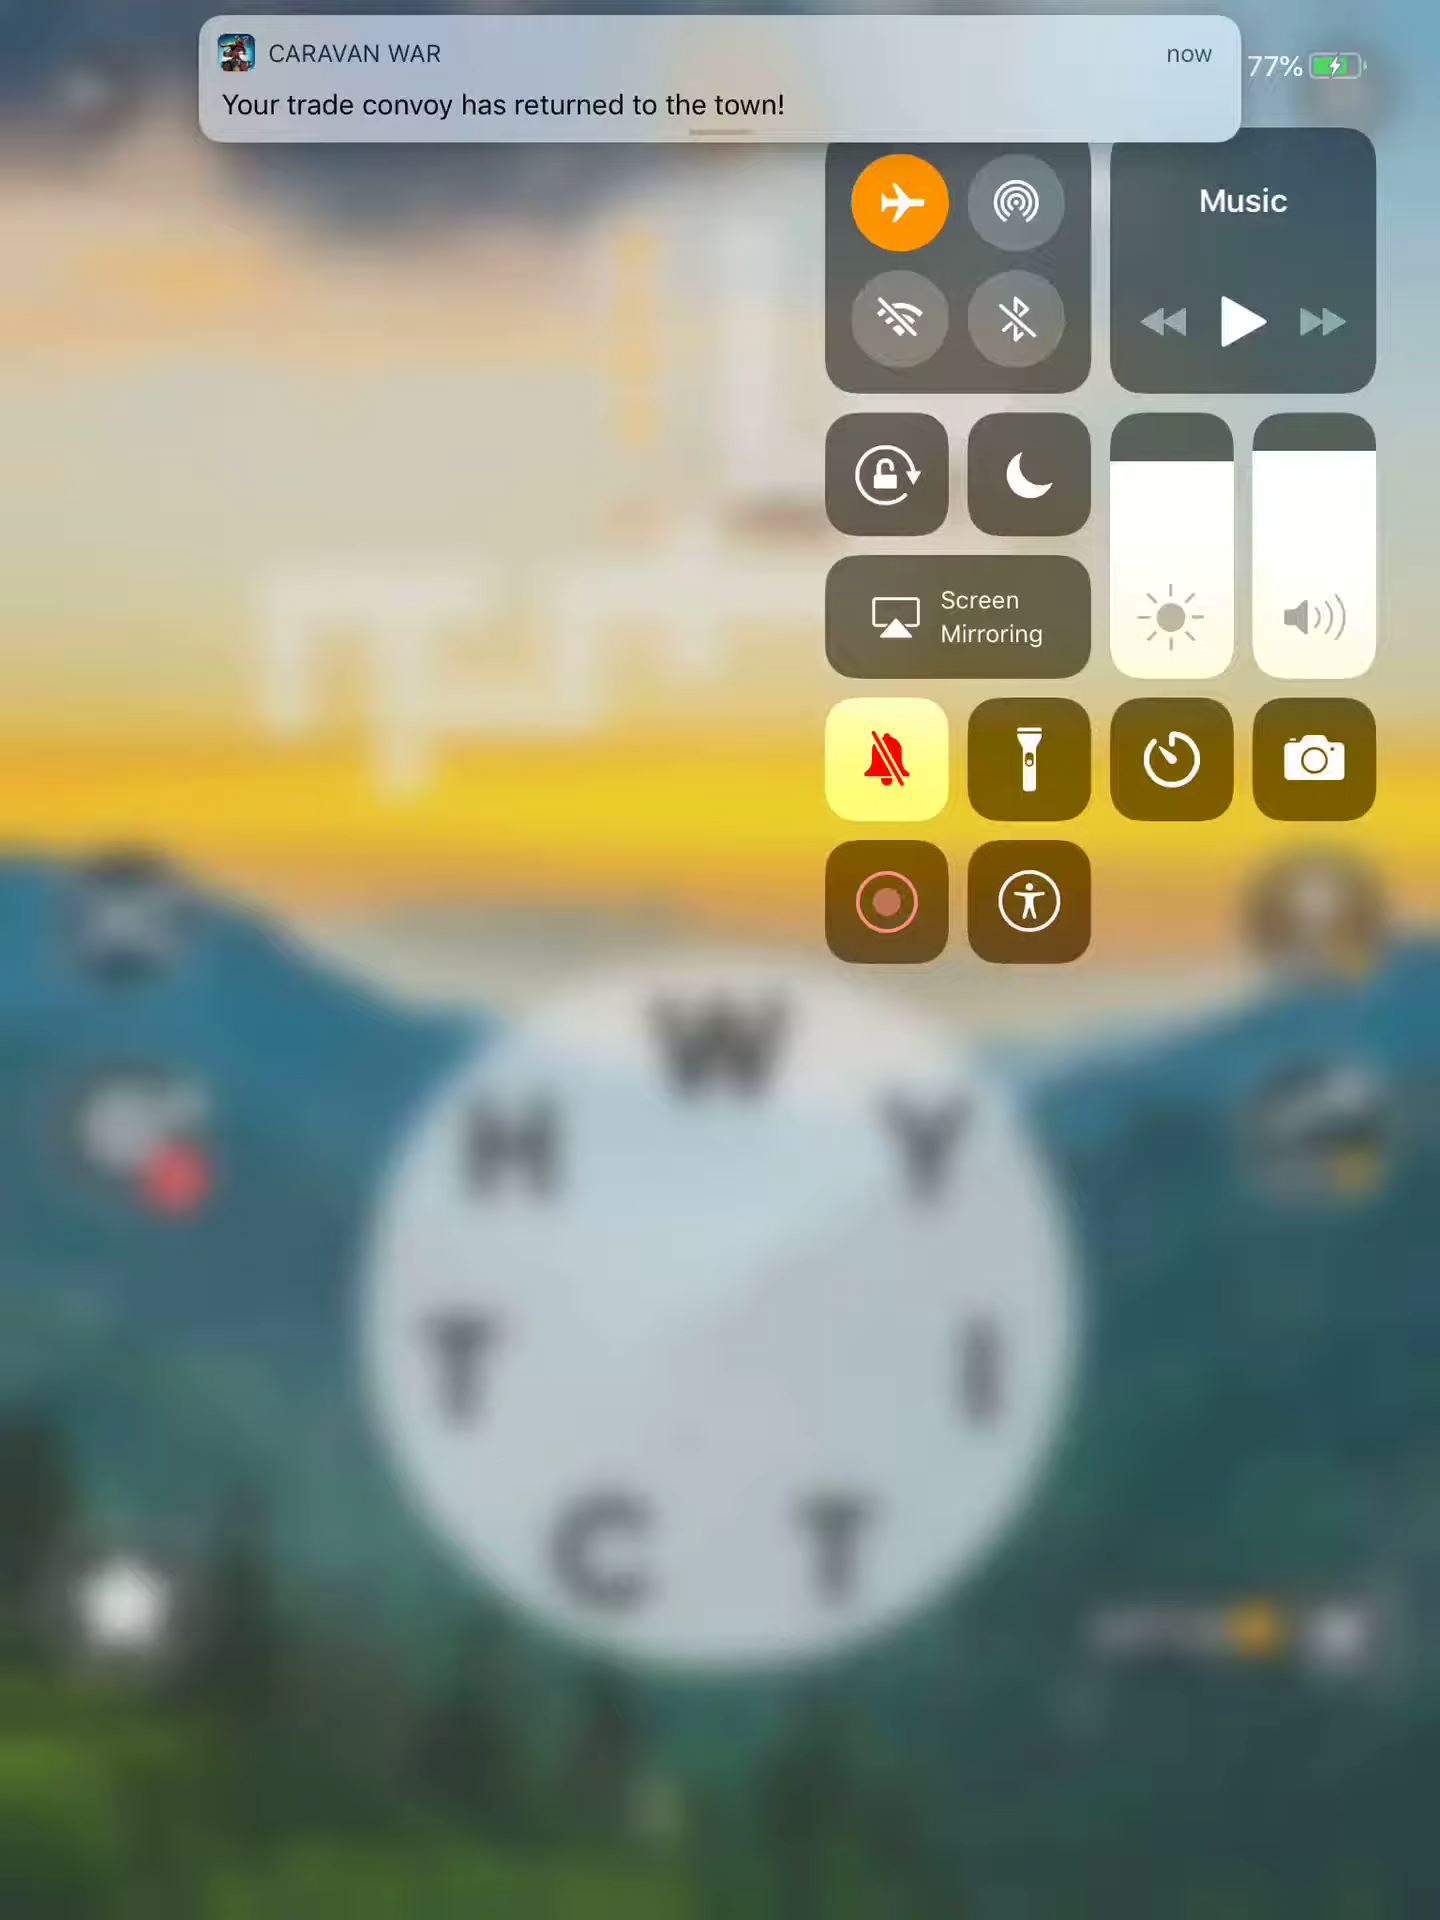 CARAVAN WAR
now
Your trade convoy has returned to the town!
77%
Music
Screen
Mirroring
W
H
Y
T
I
C
T